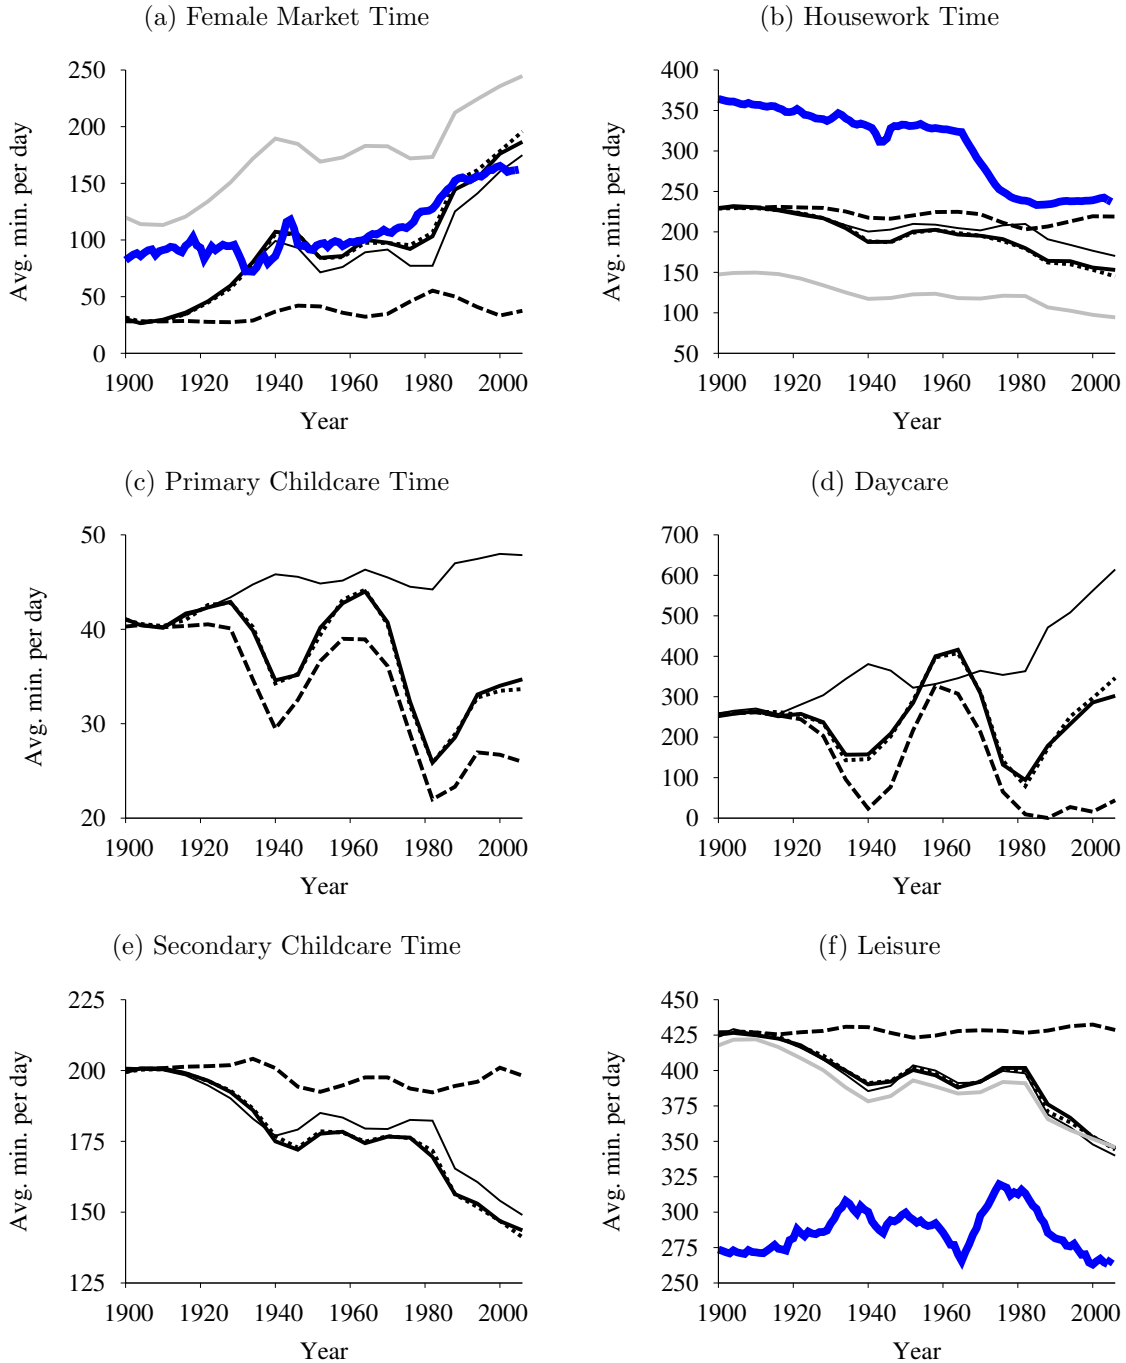 (a) Female Market Time
Avg. min. per day
250
200
150
100
50
0
1900 1920 1940 1960 1980 2000
Year
(b) Housework Time
Avg. min. per day
400
350
300
250
200
150
100
50
1900 1920 1940 1960 1980 2000
Year
(c) Primary Childcare Time
Avg. min. per day
50
40
30
20
1900 1920 1940 1960 1980 2000
Year
(d) Daycare
700
600
500
400
300
200
100
0
1900 1920 1940 1960 1980 2000
Year
Avg. min. per day
(e) Secondary Childcare Time
Avg. min. per day
225
200
175
150
125
1900 1920 1940 1960 1980 2000
Year
(f) Leisure
Avg. min. per day
450
425
400
375
350
325
300
275
250
1900 1920 1940 1960 1980 2000
Year